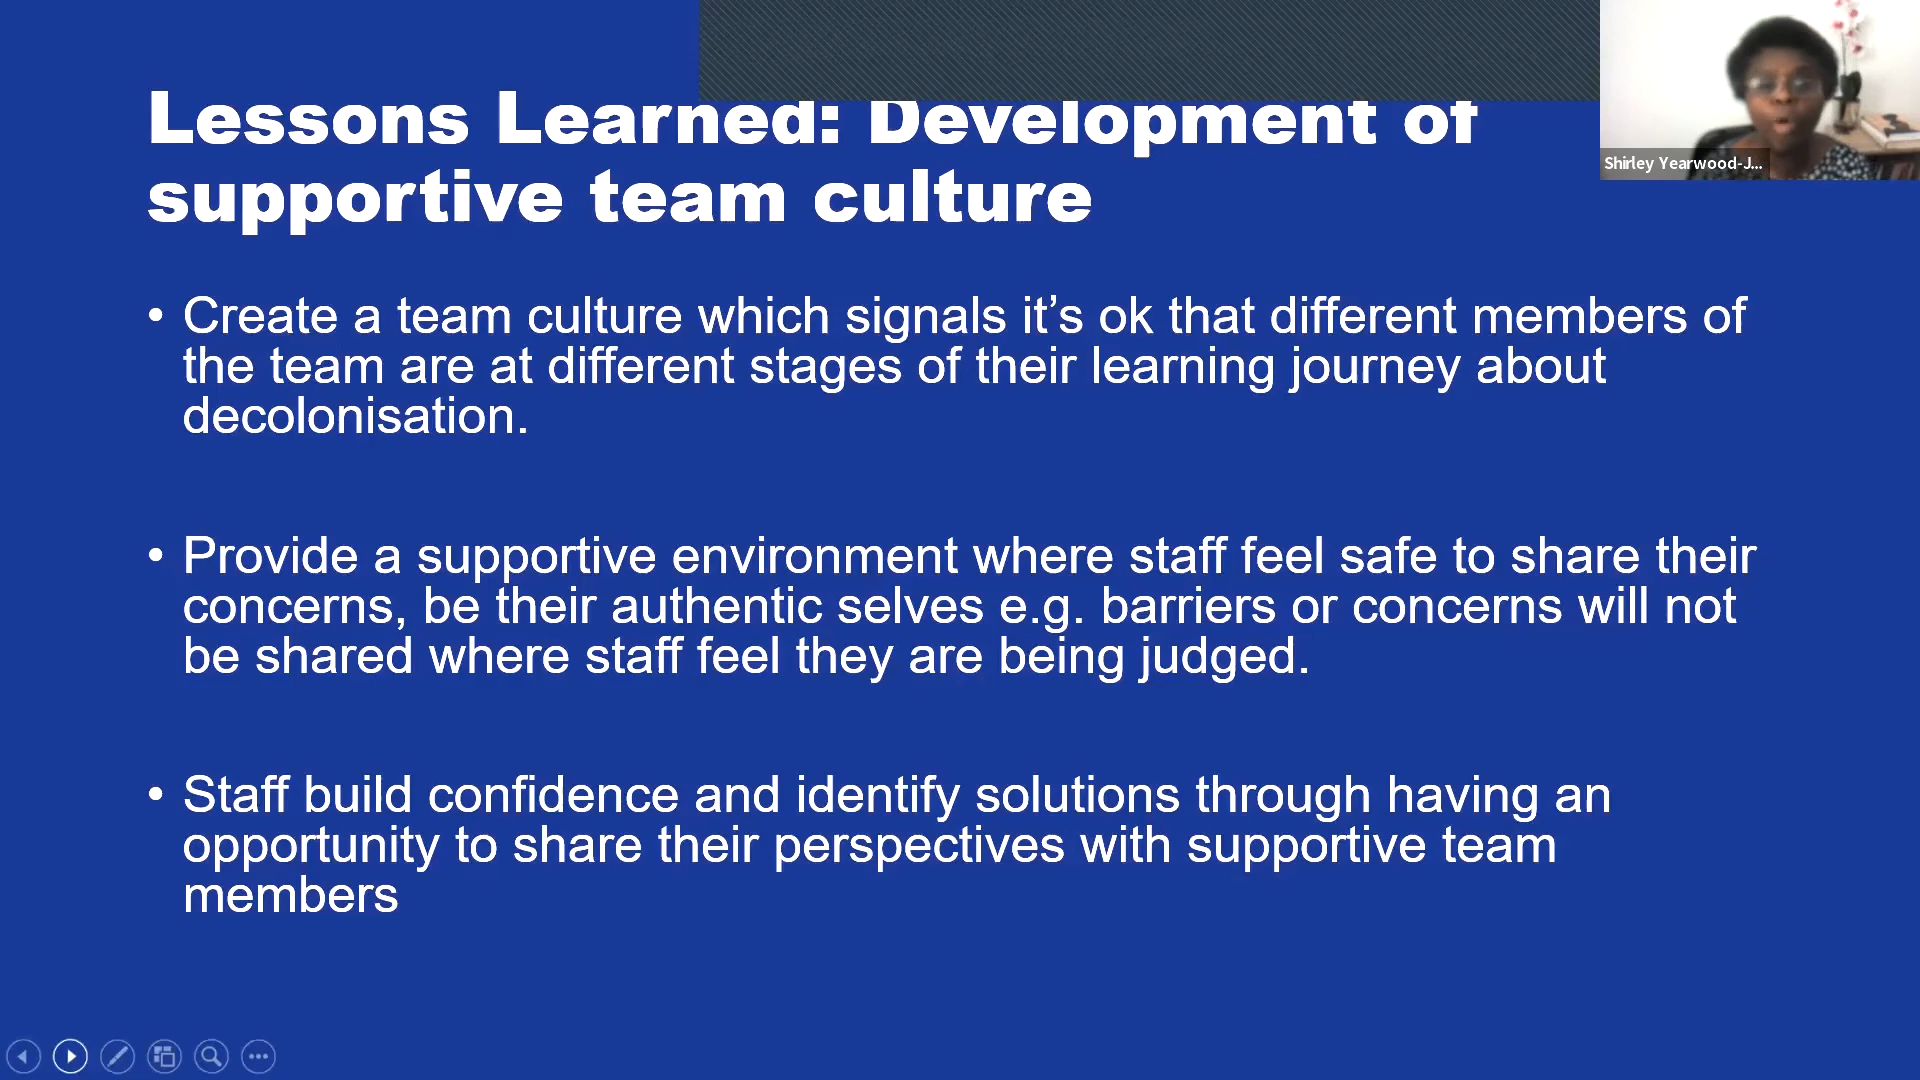 Lessons Learned: Development of
supportive team culture
Shirley Yearwood-J...
• Create a team culture which signals it’s ok that different members of
the team are at different stages of their learning journey about
decolonisation.
• Provide a supportive environment where staff feel safe to share their
concerns, be their authentic selves e.g. barriers or concerns will not
be shared where staff feel they are being judged.
• Staff build confidence and identify solutions through having an
opportunity to share their perspectives with supportive team
members